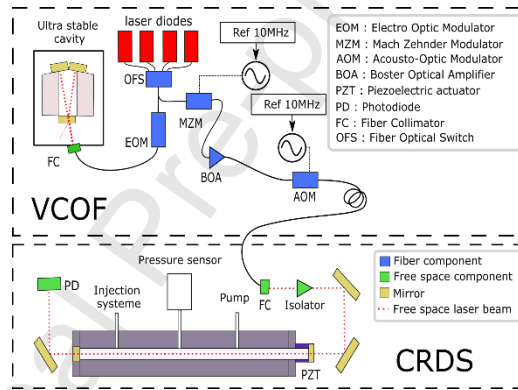 Ultra stable
cavity
laser diodes
Ref 10MHz
OFS
MZM
Ref 10MHz
EOM
FC
BOA
AOM
VCOF
EOM : Electro Optic Modulator
MZM : Mach Zehnder Modulator
AOM : Acousto-Optic Modulator
BOA : Boster Optical Amplifier
PZT : Piezoelectric actuator
PD : Photodiode
FC : Fiber Collimator
OFS : Fiber Optical Switch
Pressure sensor
PD
Injection
systeme
Pump
FC
Isolator
PZT
CRDS
Fiber component
Free space component
Mirror
Free space laser beam